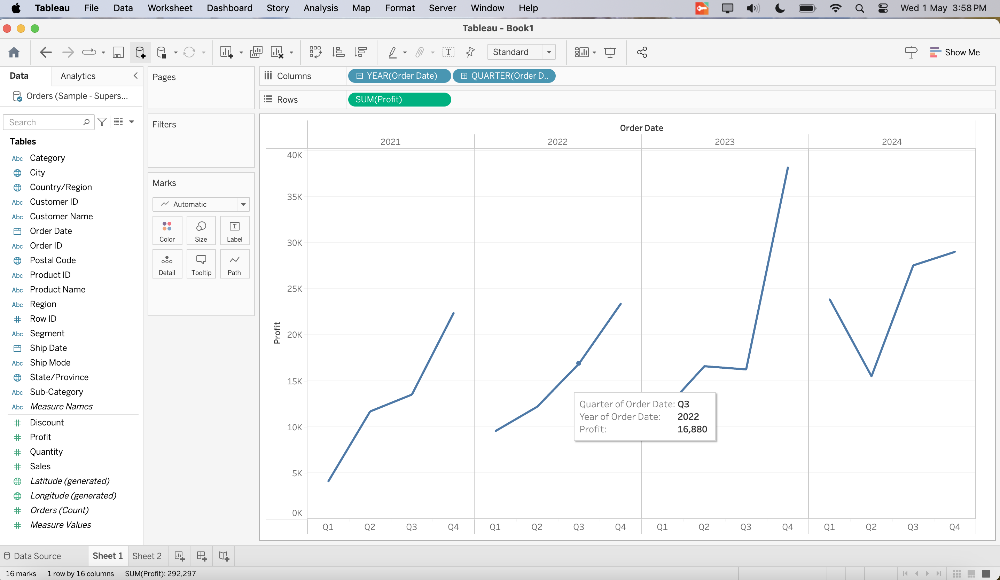 Tableau File Data Worksheet Dashboard Story Analysis Map Format Server Window Help Wed 1 May 3:58 PM
Tableau - Book1
Standard Show Me
Data Analytics
Orders (Sample - Supers...
Search
Tables
Abc Category
City
Country/Region
Abc Customer ID
Abc Customer Name
Order Date
Abc Order ID
Postal Code
Abc Product ID
Abc Product Name
Abc Region
Row ID
Abc Segment
Ship Date
Abc Ship Mode
State/Province
Abc Sub-Category
Abc Measure Names
Discount
Profit
Quantity
Sales
Latitude (generated)
Longitude (generated)
Orders (Count)
Measure Values
Pages
Filters
Marks
Automatic
Color Size Label
Detail Tooltip Path
Columns YEAR(Order Date) QUARTER(Order D..
Rows SUM(Profit)
Order Date
2021 2022 2023 2024
40K
35K
30K
25K
20K
15K
10K
5K
0K
Profit
Quarter of Order Date: Q3
Year of Order Date: 2022
Profit: 16,880
Q1 Q2 Q3 Q4 Q1 Q2 Q3 Q4 Q1 Q2 Q3 Q4 Q1 Q2 Q3 Q4
Data Source Sheet 1 Sheet 2
16 marks 1 row by 16 columns SUM(Profit): 292,297